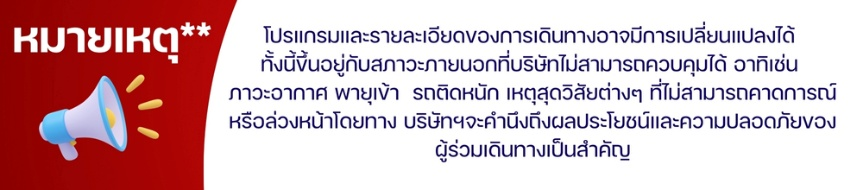 หมายเหตุ**
โปรแกรมและรายละเอียดของการเดินทางอาจมีการเปลี่ยนแปลงได้
ทั้งนี้ขึ้นอยู่กับสภาวะภายนอกที่บริษัทไม่สามารถควบคุมได้ อาทิเช่น
ภาวะอากาศ พายุเข้า รถติดหนัก เหตุสุดวิสัยต่างๆ ที่ไม่สามารถคาดการณ์
หรือล่วงหน้าโดยทาง บริษัทฯจะคำนึงถึงผลประโยชน์และความปลอดภัยของ
ผู้ร่วมเดินทางเป็นสำคัญ